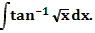 ∫tan⁻¹ √x dx.